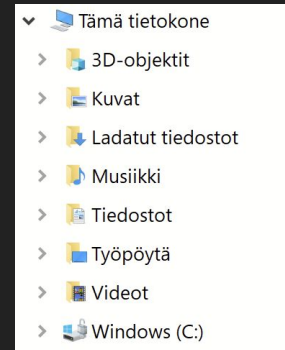 Tämä tietokone
3D-objektit
Kuvat
Ladatut tiedostot
Musiikki
Tiedostot
Työpöytä
Videot
Windows (C:)